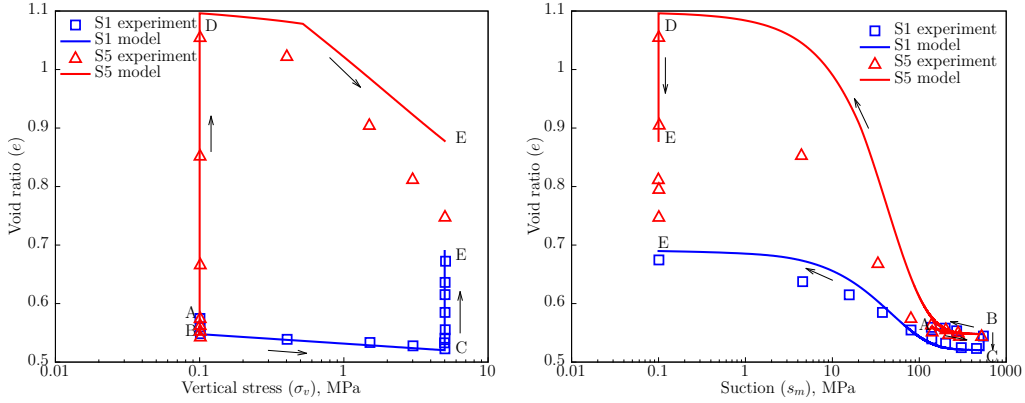 1.1
1
0.9
0.8
0.7
0.6
0.5
Void ratio (e)
0.01
0.1
1
10
Vertical stress (σᵥ), MPa
S1 experiment
S1 model
S5 experiment
S5 model
D
E
E
A
B
C
1.1
1
0.9
0.8
0.7
0.6
0.5
Void ratio (e)
0.01
0.1
1
10
100
1000
Suction (sₘ), MPa
S1 experiment
S1 model
S5 experiment
S5 model
D
E
E
A
B
C